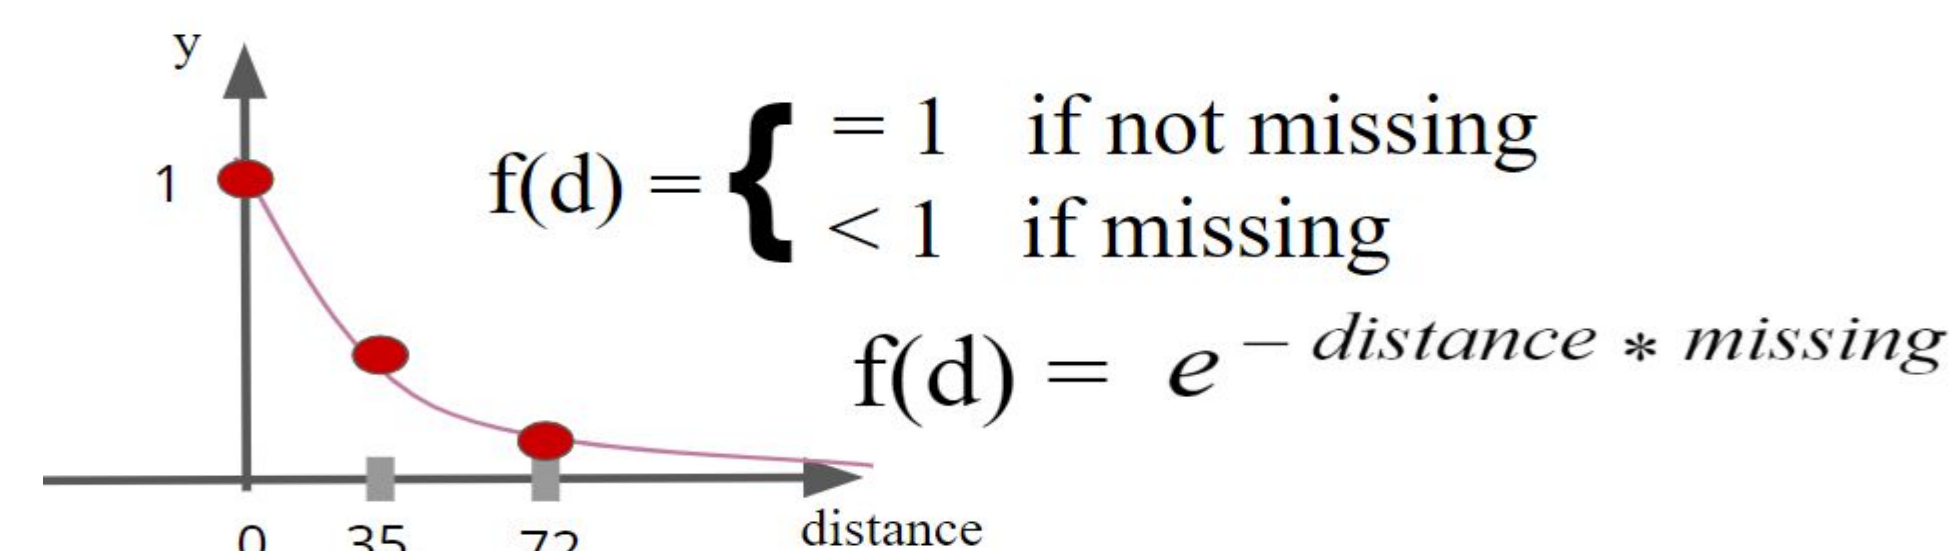 y
1
f(d) = { = 1 if not missing
< 1 if missing
f(d) = e^{- distance * missing}
0 35 72
distance